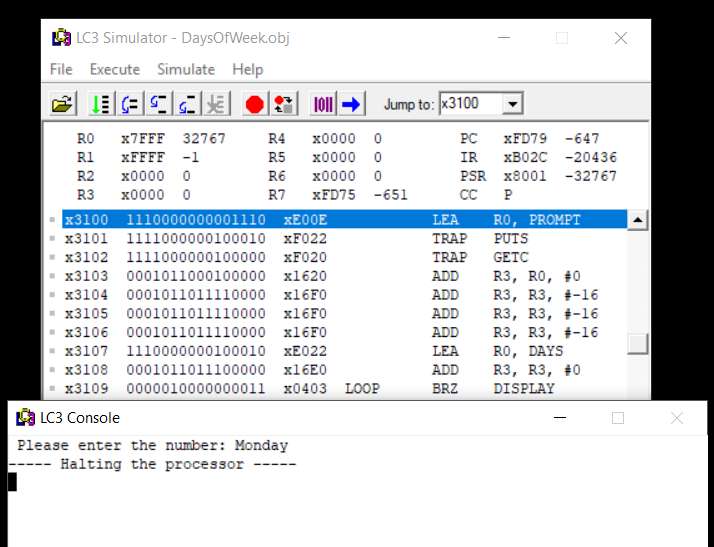 LC3 Simulator - DaysOfWeek.obj
File Execute Simulate Help
Jump to: x3100
R0 x7FFF 32767 R4 x0000 0 PC xFD79 -647
R1 xFFFF -1 R5 x0000 0 IR xB02C -20436
R2 x0000 0 R6 x0000 0 PSR x8001 -32767
R3 x0000 0 R7 xFD75 -651 CC P
x3100 1110000000001110 xE00E LEA R0, PROMPT
x3101 1111000000100010 xF022 TRAP PUTS
x3102 1111000000100000 xF020 TRAP GETC
x3103 0001011000100000 x1620 ADD R3, R0, #0
x3104 0001011011110000 x16F0 ADD R3, R3, #-16
x3105 0001011011110000 x16F0 ADD R3, R3, #-16
x3106 0001011011110000 x16F0 ADD R3, R3, #-16
x3107 1110000000100010 xE022 LEA R0, DAYS
x3108 0001011011100000 x16E0 ADD R3, R3, #0
x3109 0000010000000011 x0403 LOOP BRZ DISPLAY
LC3 Console
Please enter the number: Monday
----- Halting the processor -----